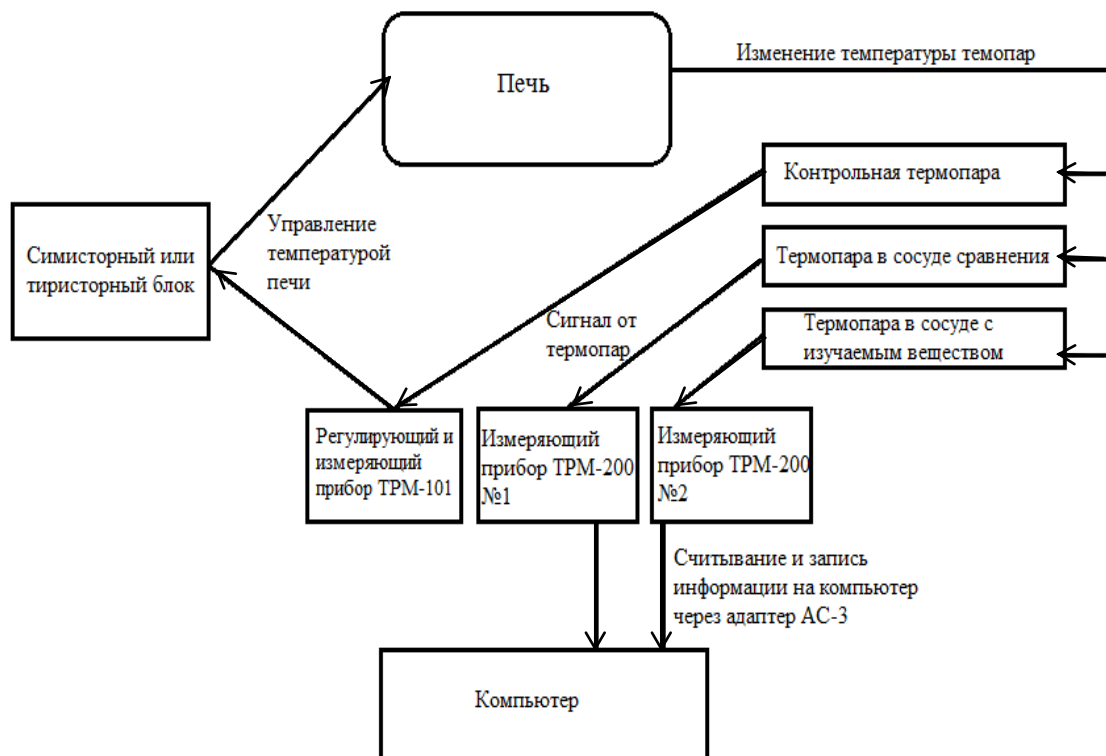 Печь
Изменение температуры темопар
Контрольная термопара
Симисторный или
тиристорный блок
Управление
температурой
печи
Термопара в сосуде сравнения
Сигнал от
термопар
Термопара в сосуде с
изучаемым веществом
Регулирующий и
измеряющий
прибор ТРМ-101
Измеряющий
прибор ТРМ-200
№1
Измеряющий
прибор ТРМ-200
№2
Считывание и запись
информации на компьютер
через адаптер АС-3
Компьютер